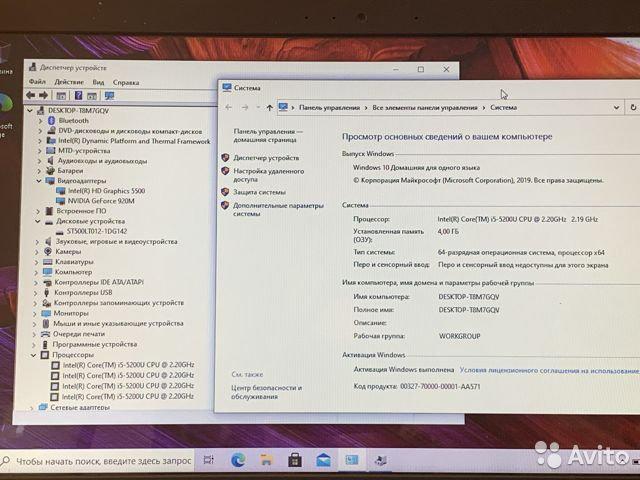 Диспетчер устройств
Файл Действие Вид Справка
DESKTOP-T8M7GQV
Bluetooth
DVD-дисководы и дисководы компакт-дисков
Intel(R) Dynamic Platform and Thermal Framework
MTD-устройства
Аудиовходы и аудиовыходы
Батареи
Видеоадаптеры
Intel(R) HD Graphics 5500
NVIDIA GeForce 920M
Встроенное ПО
Дисковые устройства
ST500LT012-1DG142
Звуковые, игровые и видеоустройства
Камеры
Клавиатуры
Компьютер
Контроллеры IDE ATA/ATAPI
Контроллеры USB
Контроллеры запоминающих устройств
Мониторы
Мыши и иные указывающие устройства
Очереди печати
Программные устройства
Процессоры
Intel(R) Core(TM) i5-5200U CPU @ 2.20GHz
Intel(R) Core(TM) i5-5200U CPU @ 2.20GHz
Intel(R) Core(TM) i5-5200U CPU @ 2.20GHz
Intel(R) Core(TM) i5-5200U CPU @ 2.20GHz
Сетевые адаптеры
Система
Панель управления Все элементы панели управления Система
Панель управления —
домашняя страница
Диспетчер устройств
Настройка удаленного
доступа
Защита системы
Дополнительные параметры
системы
См. также
Центр безопасности и
обслуживания
Просмотр основных сведений о вашем компьютере
Выпуск Windows
Windows 10 Домашняя для одного языка
© Корпорация Майкрософт (Microsoft Corporation), 2019. Все права защищены.
Система
Процессор: Intel(R) Core(TM) i5-5200U CPU @ 2.20GHz 2.19 GHz
Установленная память
(ОЗУ): 4,00 ГБ
Тип системы: 64-разрядная операционная система, процессор x64
Перо и сенсорный ввод: Перо и сенсорный ввод недоступны для этого экрана
Имя компьютера, имя домена и параметры рабочей группы
Имя компьютера: DESKTOP-T8M7GQV
Полное имя: DESKTOP-T8M7GQV
Описание:
Рабочая группа: WORKGROUP
Активация Windows
Активация Windows выполнена Условия лицензионного соглашения на использование
Код продукта: 00327-70000-00001-AA571
Чтобы начать поиск, введите здесь запрос
Avito